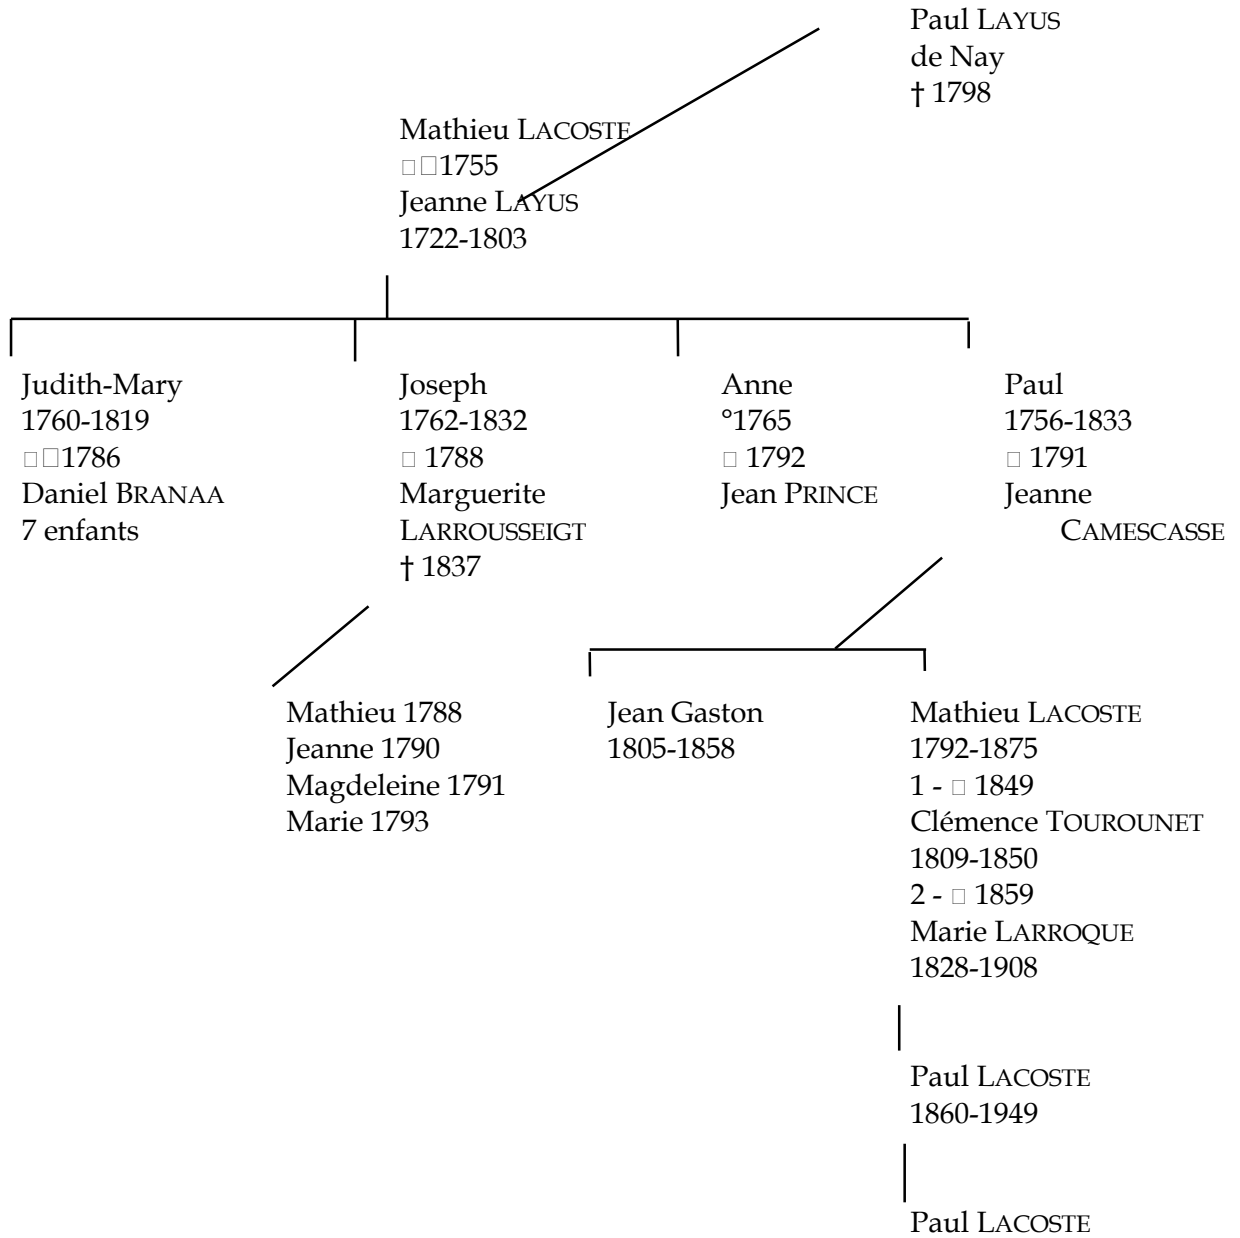 Paul LAYUS
de Nay
† 1798
Mathieu LACOSTE
□□1755
Jeanne LAYUS
1722-1803
Judith-Mary
1760-1819
□□1786
Daniel BRANAA
7 enfants
Joseph
1762-1832
□ 1788
Marguerite
LARROUSSEIGT
† 1837
Anne
°1765
□ 1792
Jean PRINCE
Paul
1756-1833
□ 1791
Jeanne
CAMESCASSE
Mathieu 1788
Jeanne 1790
Magdeleine 1791
Marie 1793
Jean Gaston
1805-1858
Mathieu LACOSTE
1792-1875
1 - □ 1849
Clémence TOUROUNET
1809-1850
2 - □ 1859
Marie LARROQUE
1828-1908
Paul LACOSTE
1860-1949
Paul LACOSTE